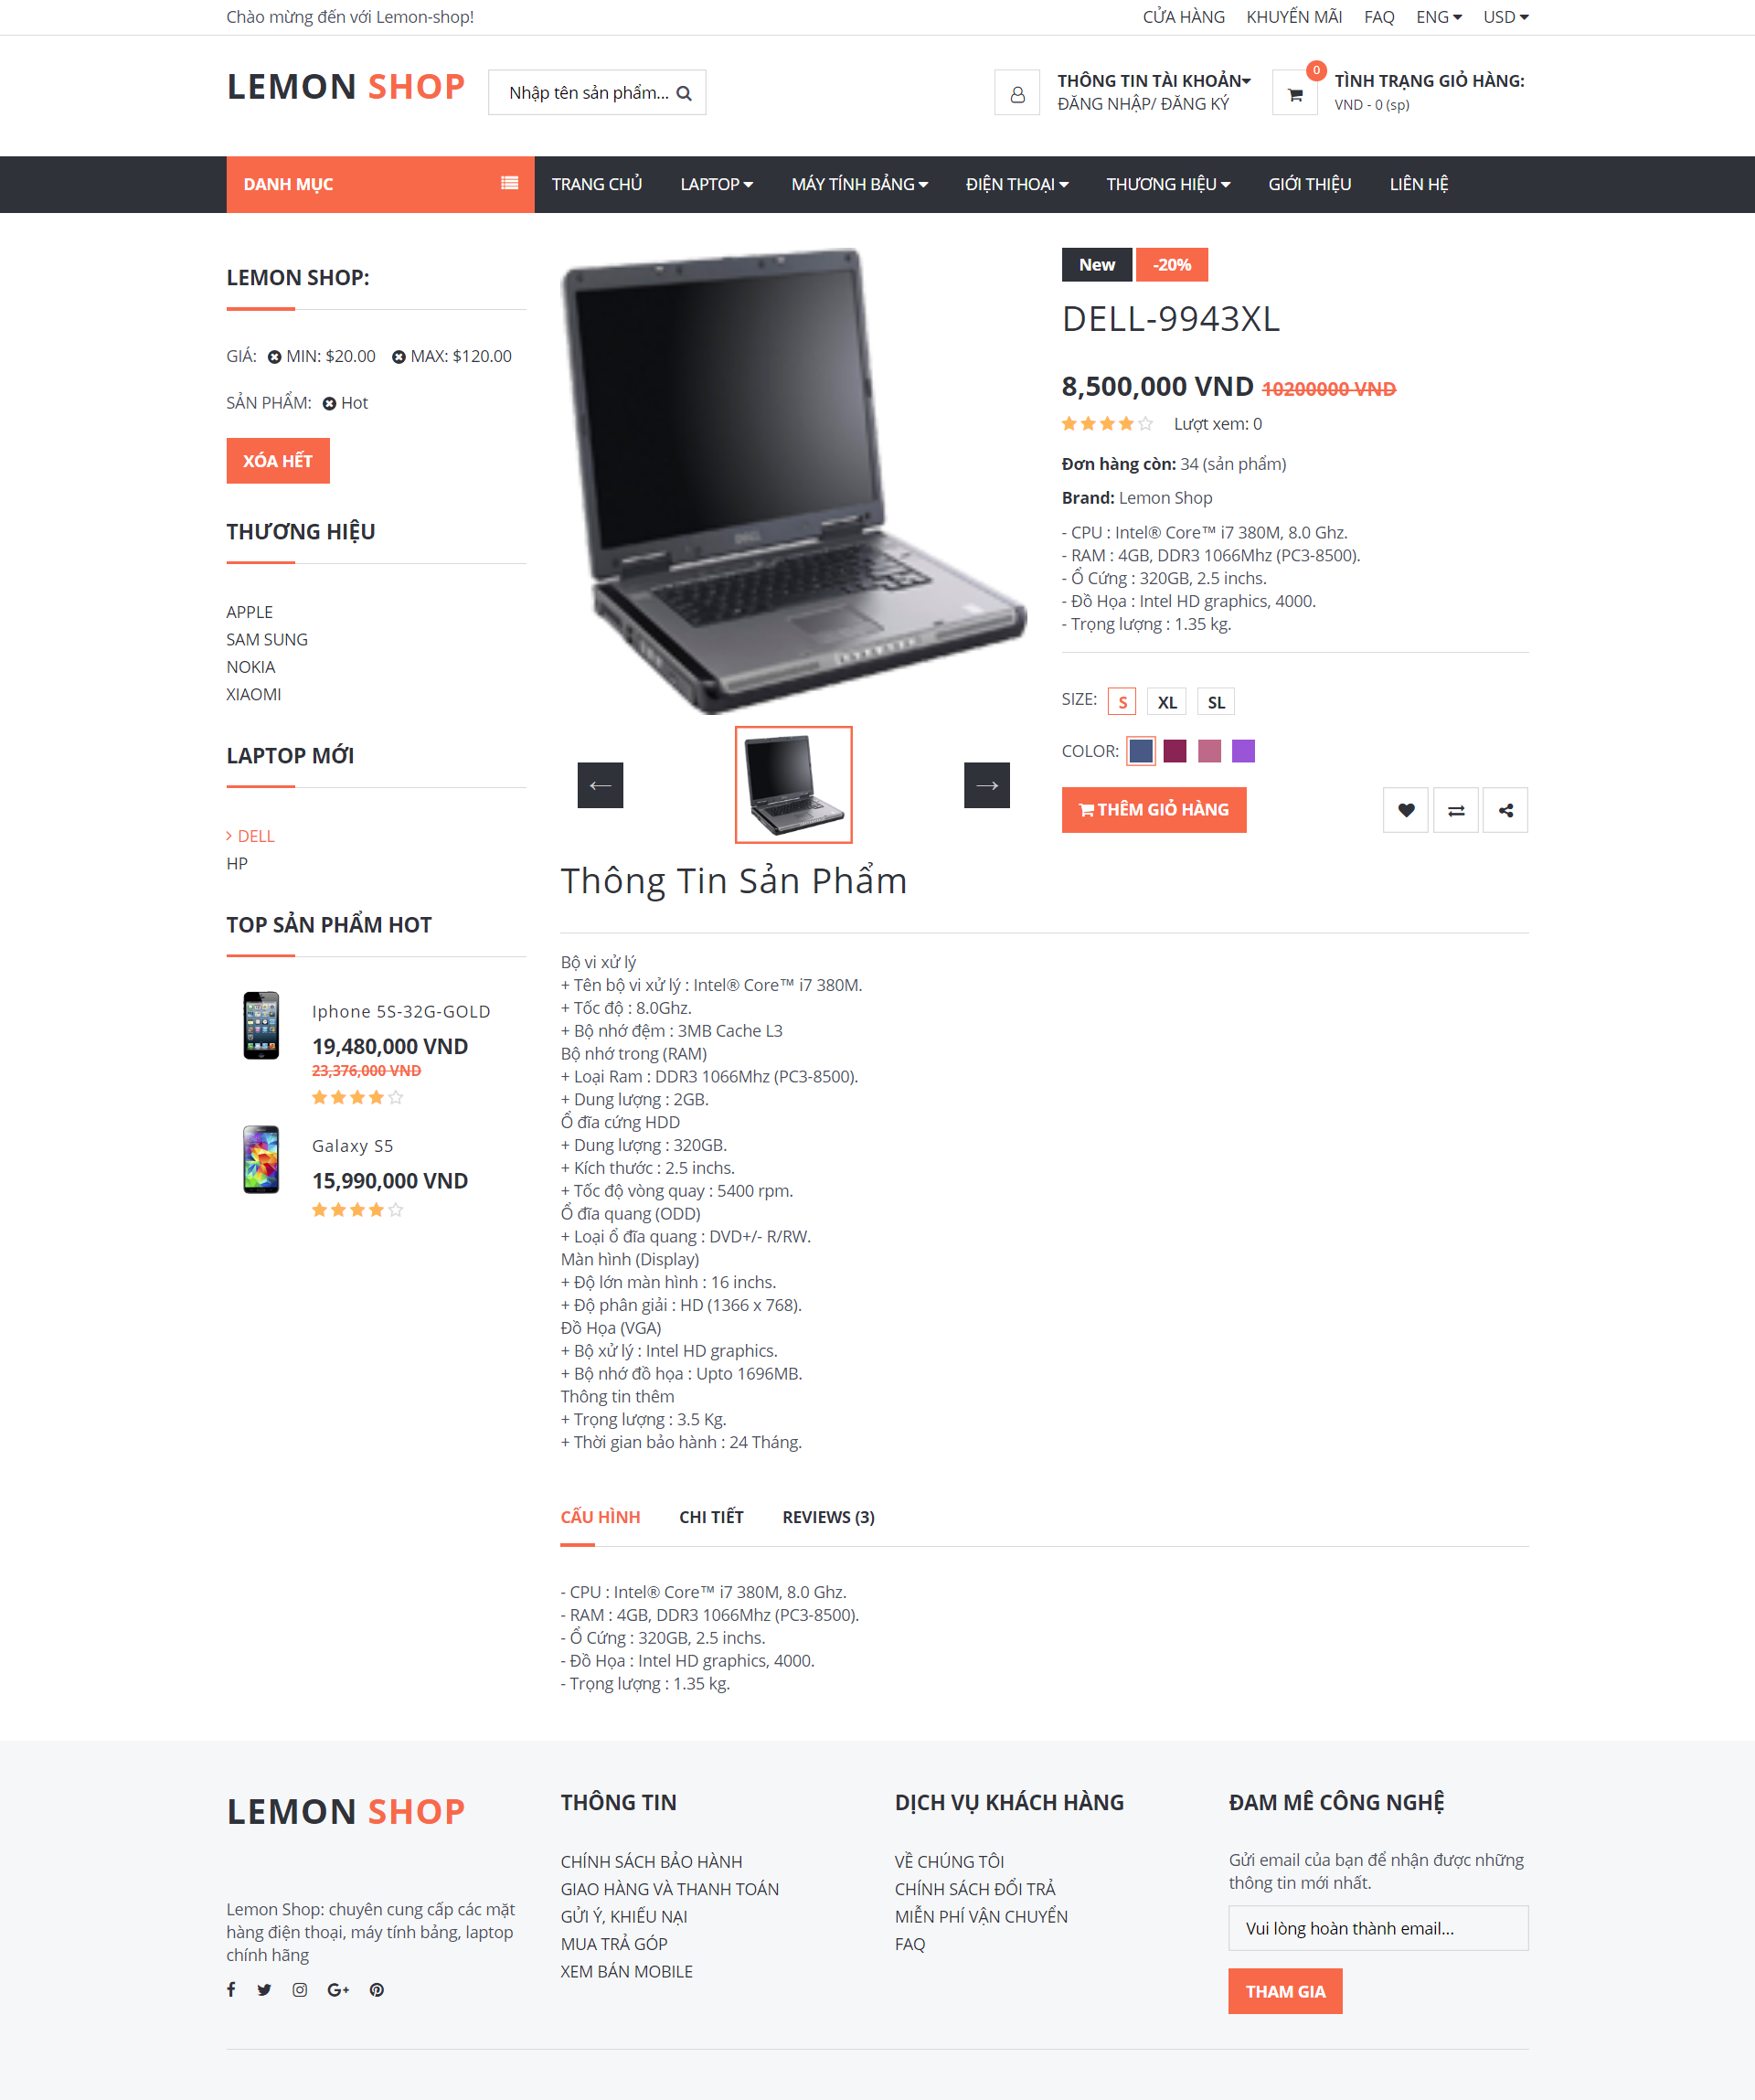 Chào mừng đến với Lemon-shop!
CỬA HÀNG KHUYẾN MÃI FAQ ENG USD
LEMON SHOP
Nhập tên sản phẩm...
THÔNG TIN TÀI KHOẢN
ĐĂNG NHẬP/ ĐĂNG KÝ
0
TÌNH TRẠNG GIỎ HÀNG:
VND - 0 (sp)
DANH MỤC
TRANG CHỦ LAPTOP MÁY TÍNH BẢNG ĐIỆN THOẠI THƯƠNG HIỆU GIỚI THIỆU LIÊN HỆ
LEMON SHOP:
GIÁ: MIN: $20.00 MAX: $120.00
SẢN PHẨM: Hot
XÓA HẾT
THƯƠNG HIỆU
APPLE
SAM SUNG
NOKIA
XIAOMI
LAPTOP MỚI
DELL
HP
TOP SẢN PHẨM HOT
Iphone 5S-32G-GOLD
19,480,000 VND
23,376,000 VND
Galaxy S5
15,990,000 VND
New -20%
DELL-9943XL
8,500,000 VND 10200000 VND
Lượt xem: 0
Đơn hàng còn: 34 (sản phẩm)
Brand: Lemon Shop
- CPU : Intel® Core™ i7 380M, 8.0 Ghz.
- RAM : 4GB, DDR3 1066Mhz (PC3-8500).
- Ổ Cứng : 320GB, 2.5 inchs.
- Đồ Họa : Intel HD graphics, 4000.
- Trọng lượng : 1.35 kg.
SIZE: S XL SL
COLOR:
THÊM GIỎ HÀNG
Thông Tin Sản Phẩm
Bộ vi xử lý
+ Tên bộ vi xử lý : Intel® Core™ i7 380M.
+ Tốc độ : 8.0Ghz.
+ Bộ nhớ đệm : 3MB Cache L3
Bộ nhớ trong (RAM)
+ Loại Ram : DDR3 1066Mhz (PC3-8500).
+ Dung lượng : 2GB.
Ổ đĩa cứng HDD
+ Dung lượng : 320GB.
+ Kích thước : 2.5 inchs.
+ Tốc độ vòng quay : 5400 rpm.
Ổ đĩa quang (ODD)
+ Loại ổ đĩa quang : DVD+/- R/RW.
Màn hình (Display)
+ Độ lớn màn hình : 16 inchs.
+ Độ phân giải : HD (1366 x 768).
Đồ Họa (VGA)
+ Bộ xử lý : Intel HD graphics.
+ Bộ nhớ đồ họa : Upto 1696MB.
Thông tin thêm
+ Trọng lượng : 3.5 Kg.
+ Thời gian bảo hành : 24 Tháng.
CẤU HÌNH CHI TIẾT REVIEWS (3)
- CPU : Intel® Core™ i7 380M, 8.0 Ghz.
- RAM : 4GB, DDR3 1066Mhz (PC3-8500).
- Ổ Cứng : 320GB, 2.5 inchs.
- Đồ Họa : Intel HD graphics, 4000.
- Trọng lượng : 1.35 kg.
LEMON SHOP
Lemon Shop: chuyên cung cấp các mặt
hàng điện thoại, máy tính bảng, laptop
chính hãng
THÔNG TIN
CHÍNH SÁCH BẢO HÀNH
GIAO HÀNG VÀ THANH TOÁN
GỬI Ý, KHIẾU NẠI
MUA TRẢ GÓP
XEM BÁN MOBILE
DỊCH VỤ KHÁCH HÀNG
VỀ CHÚNG TÔI
CHÍNH SÁCH ĐỔI TRẢ
MIỄN PHÍ VẬN CHUYỂN
FAQ
ĐAM MÊ CÔNG NGHỆ
Gửi email của bạn để nhận được những
thông tin mới nhất.
Vui lòng hoàn thành email...
THAM GIA